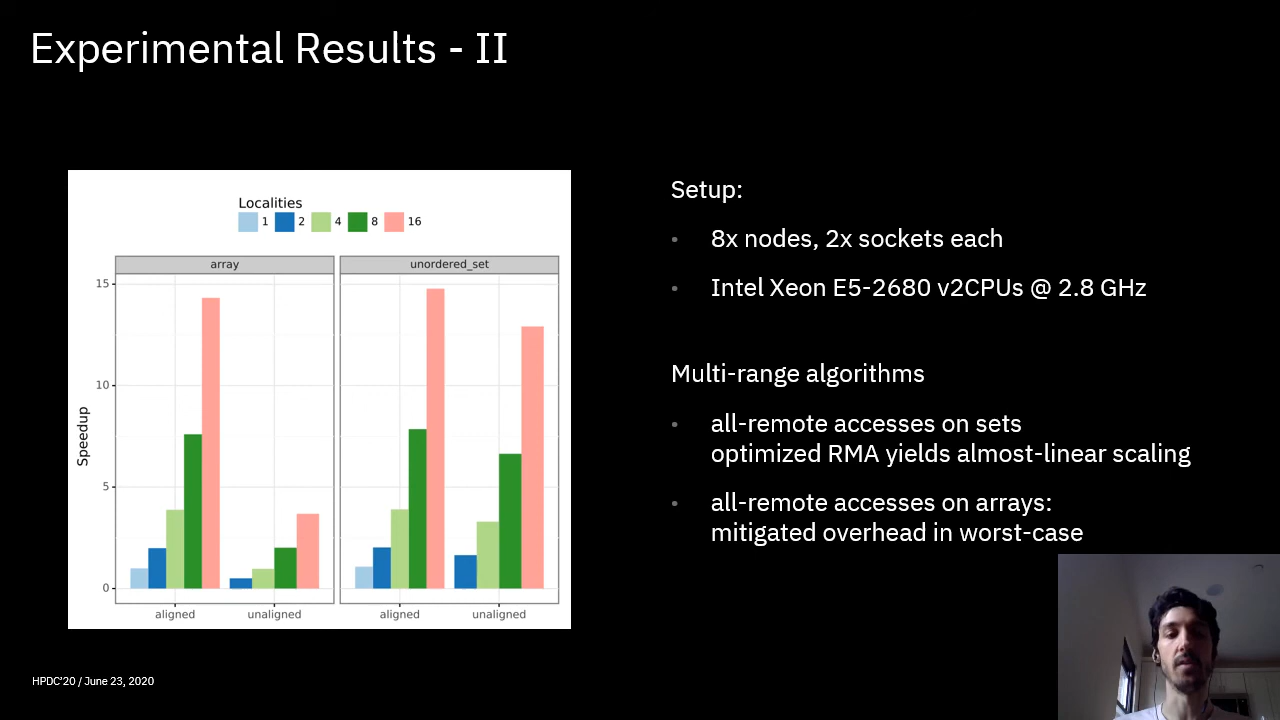 Experimental Results - II
Localities
1 2 4 8 16
array unordered_set
15
10
5
0
Speedup
aligned unaligned aligned unaligned
Setup:
• 8x nodes, 2x sockets each
• Intel Xeon E5-2680 v2CPUs @ 2.8 GHz
Multi-range algorithms
• all-remote accesses on sets
optimized RMA yields almost-linear scaling
• all-remote accesses on arrays:
mitigated overhead in worst-case
HPDC'20 / June 23, 2020